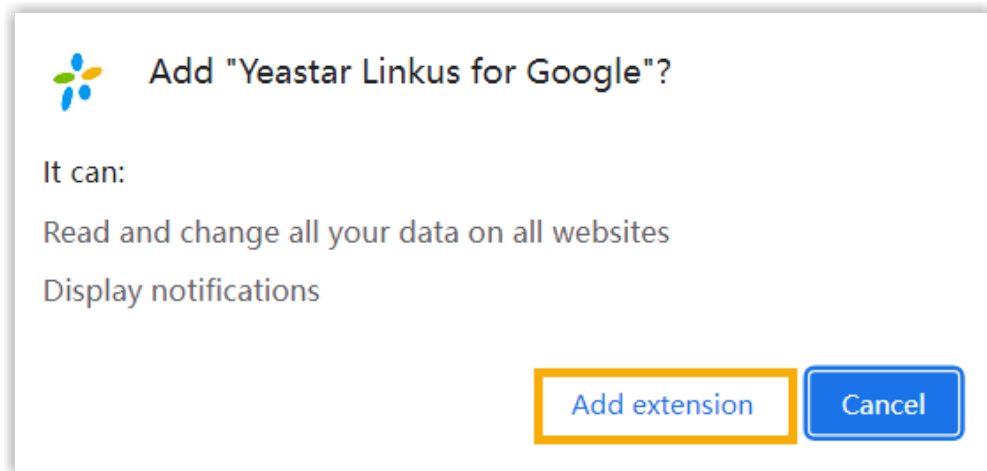 Add "Yeastar Linkus for Google"?
It can:
Read and change all your data on all websites
Display notifications
Add extension
Cancel